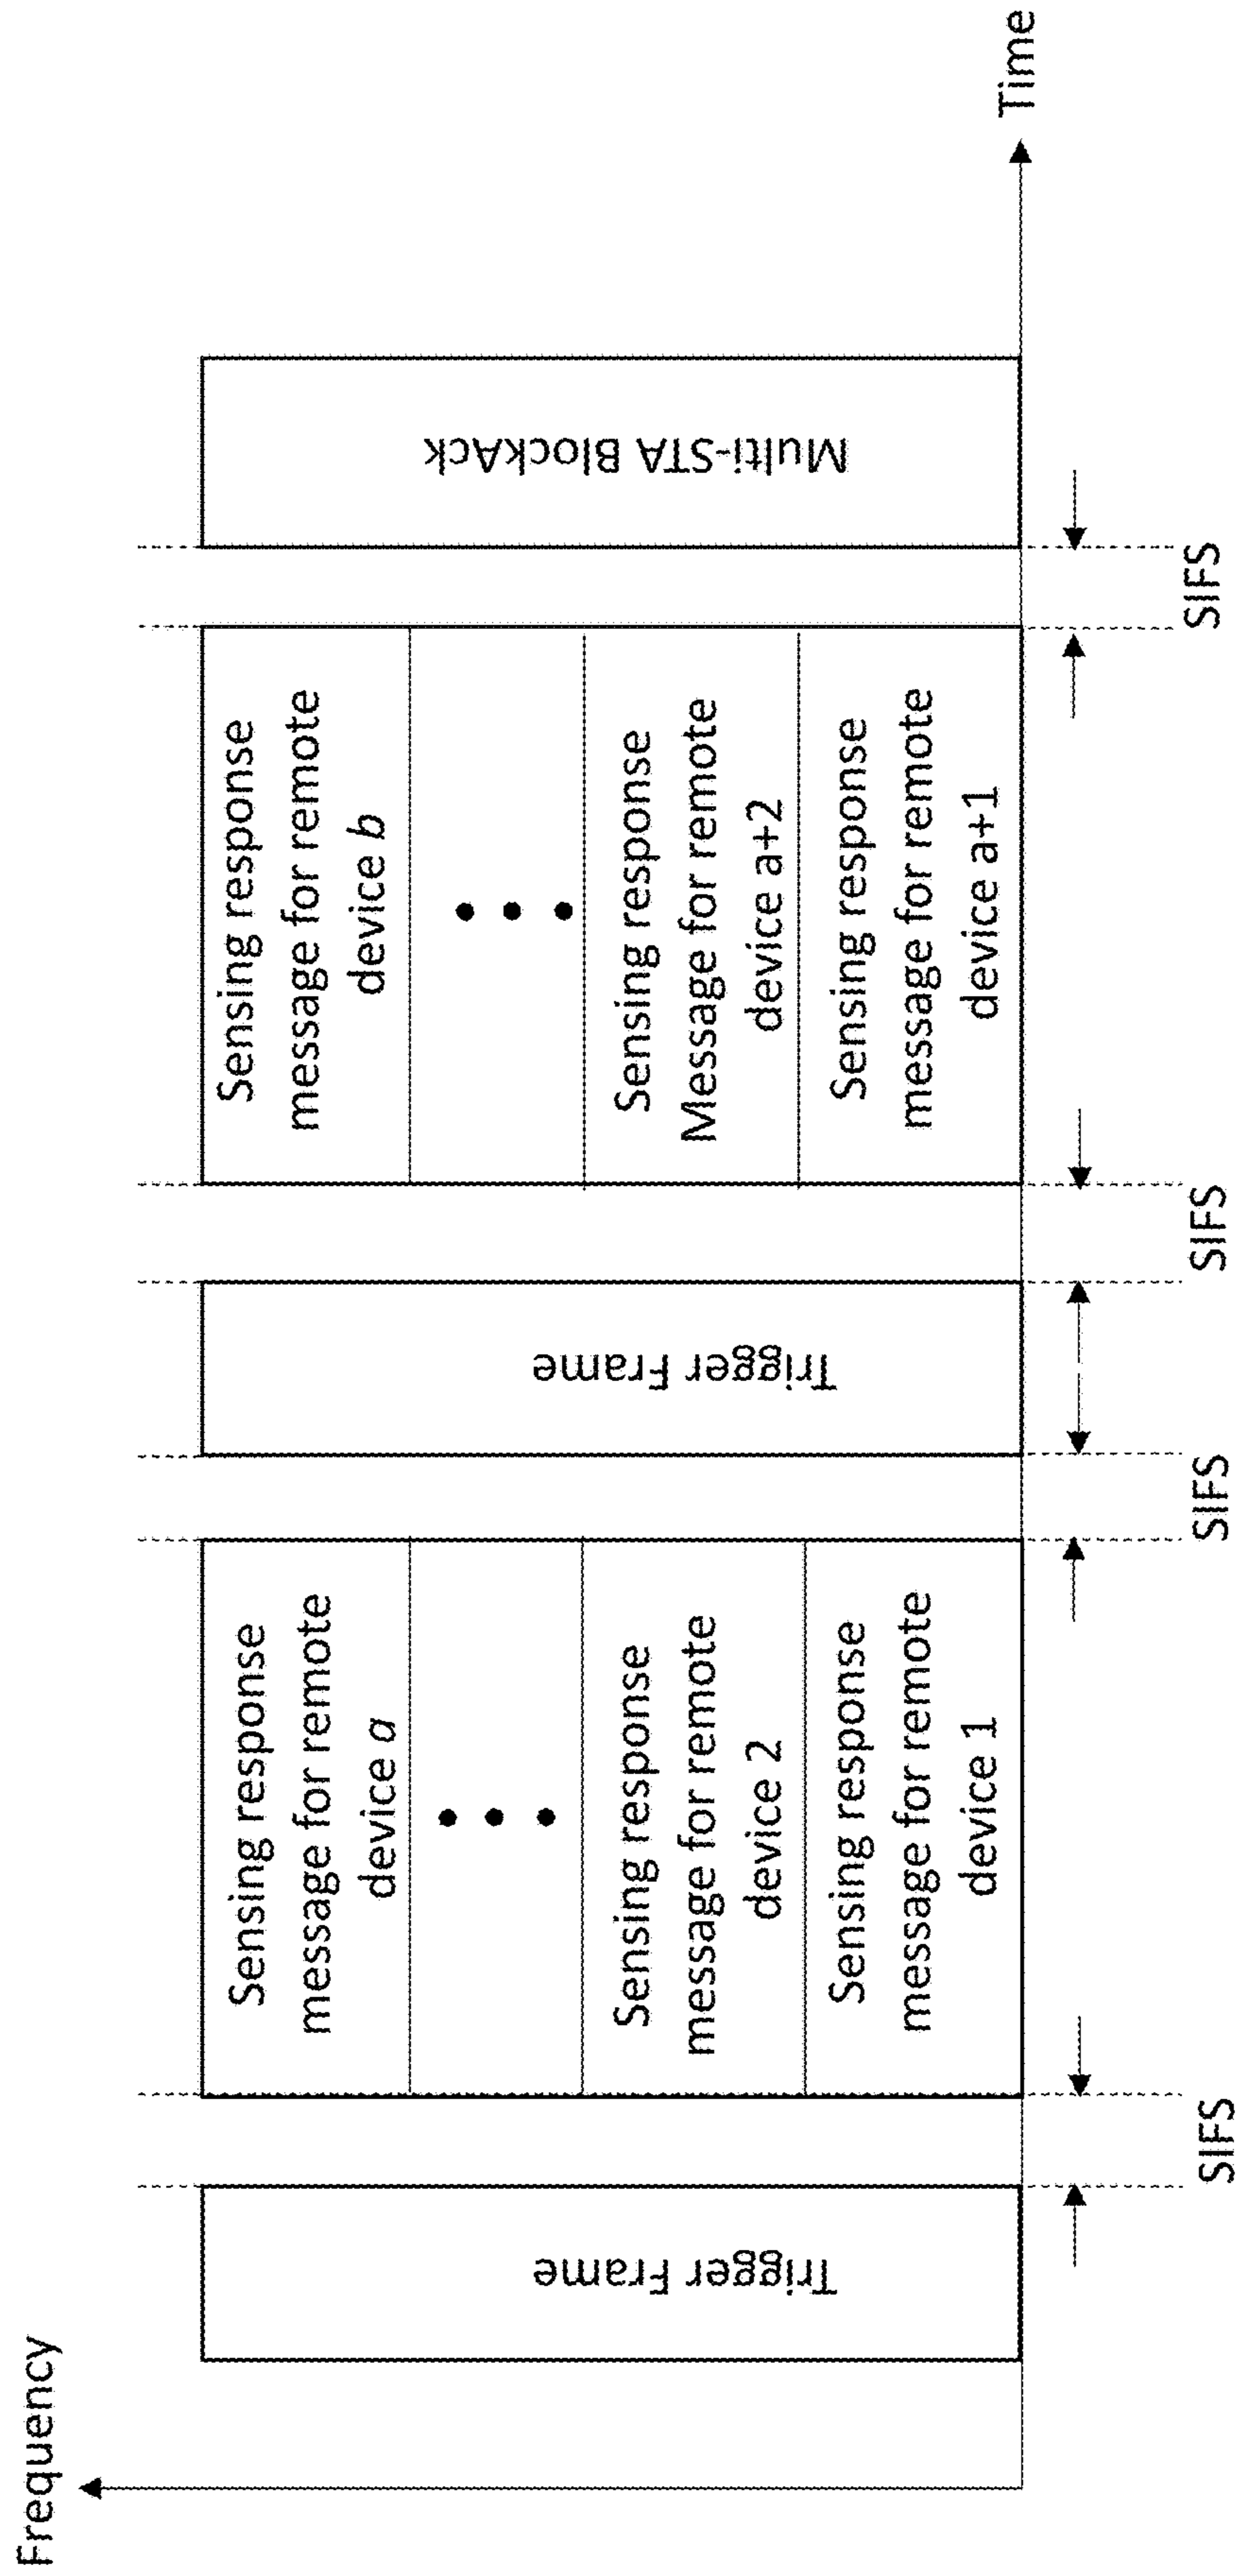 Frequency
Trigger Frame
SIFS
Sensing response
message for remote
device a
Sensing response
message for remote
device 2
Sensing response
message for remote
device 1
SIFS
Trigger Frame
SIFS
Sensing response
message for remote
device b
Sensing response
Message for remote
device a+2
Sensing response
message for remote
device a+1
SIFS
Multi-STA BlockAck
Time